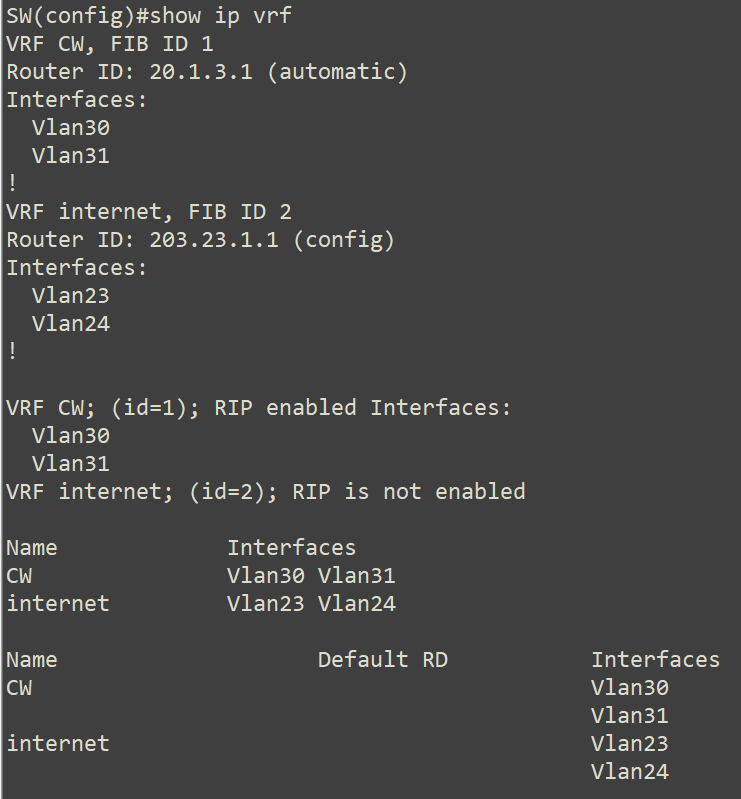 SW(config)#show ip vrf
VRF CW, FIB ID 1
Router ID: 20.1.3.1 (automatic)
Interfaces:
  Vlan30
  Vlan31
!
VRF internet, FIB ID 2
Router ID: 203.23.1.1 (config)
Interfaces:
  Vlan23
  Vlan24
!

VRF CW; (id=1); RIP enabled Interfaces:
  Vlan30
  Vlan31
VRF internet; (id=2); RIP is not enabled

Name             Interfaces
CW               Vlan30 Vlan31
internet         Vlan23 Vlan24

Name                    Default RD           Interfaces
CW                                           Vlan30
                                             Vlan31
internet                                     Vlan23
                                             Vlan24